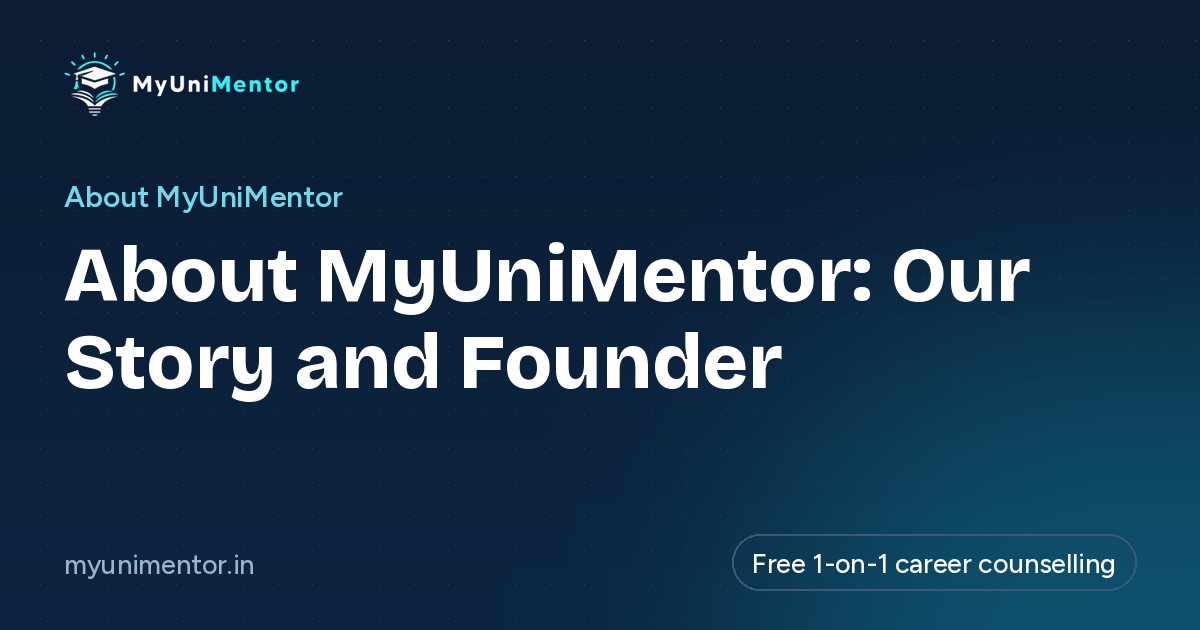 MyUniMentor
About MyUniMentor
About MyUniMentor: Our
Story and Founder
myunimentor.in
Free 1-on-1 career counselling